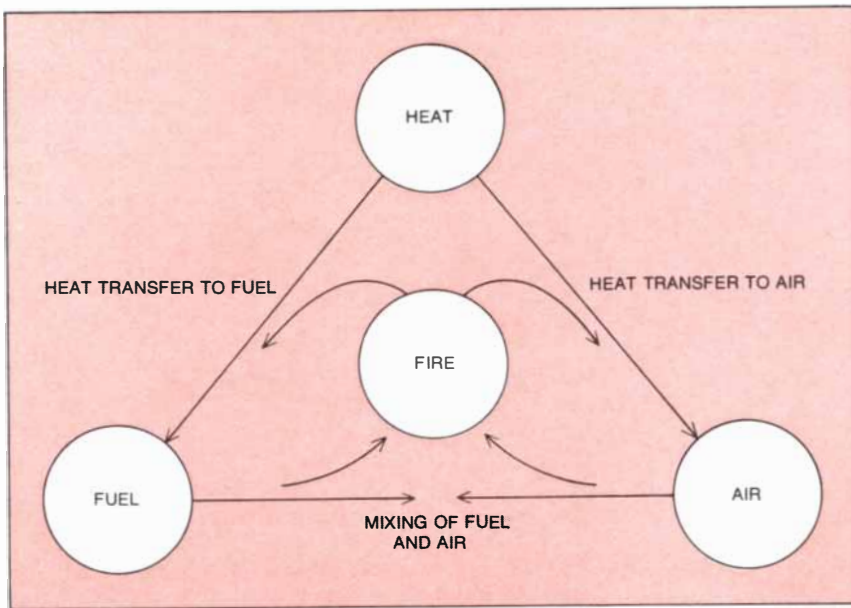 HEAT
HEAT TRANSFER TO FUEL
HEAT TRANSFER TO AIR
FIRE
FUEL
AIR
MIXING OF FUEL
AND AIR